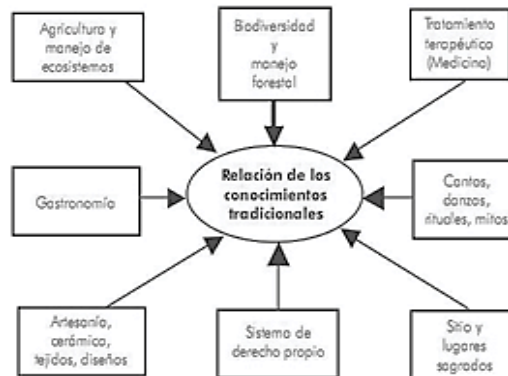 Agricultura y
manejo de
ecosistemas
Biodiversidad
y
manejo
forestal
Tratamiento
terapéutico
(Medicina)
Gastronomía
Relación de los
conocimientos
tradicionales
Cantos,
danzas,
rituales, mitos
Artesanía,
cerámica,
tejidos, diseños
Sistema de
derecho propio
Sitio y
lugares
sagrados